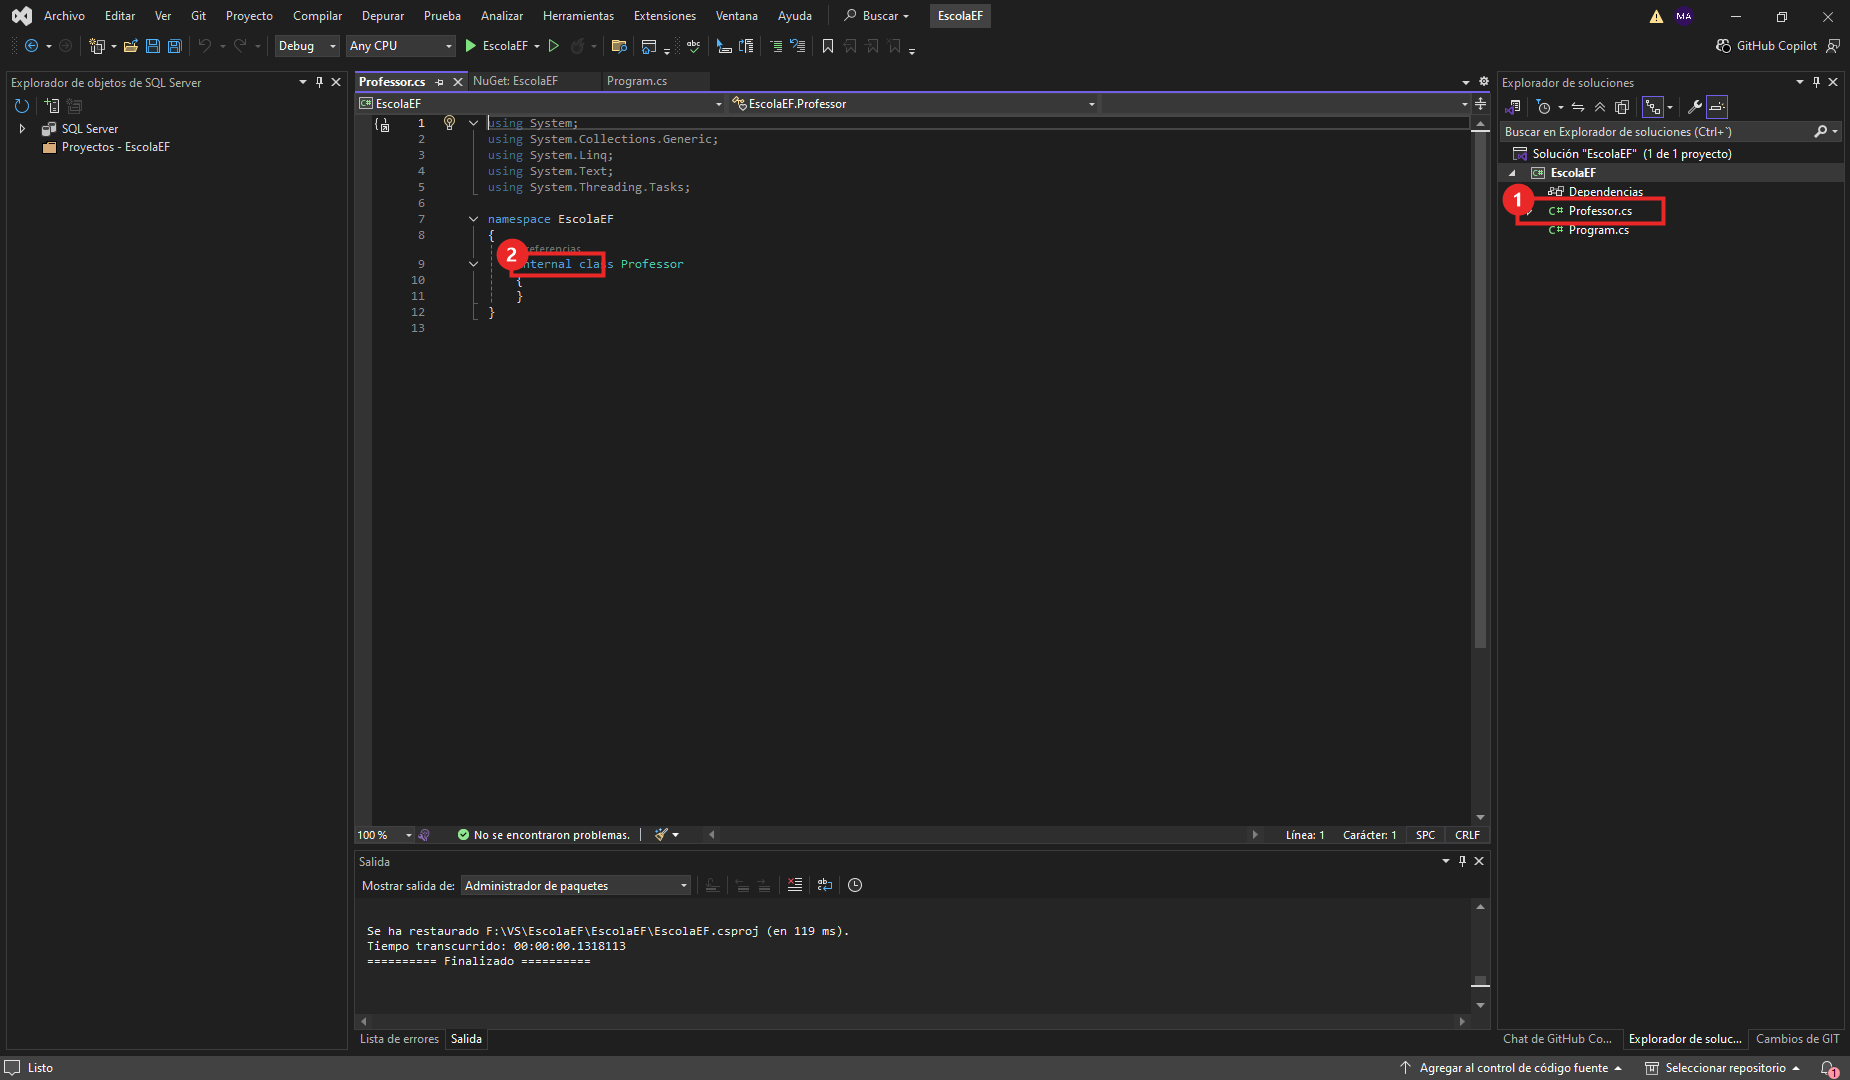 Archivo Editar Ver Git Proyecto Compilar Depurar Prueba Analizar Herramientas Extensiones Ventana Ayuda Buscar EscolaEF MA
Debug Any CPU EscolaEF abc GitHub Copilot
Explorador de objetos de SQL Server
SQL Server
Proyectos - EscolaEF
Professor.cs NuGet: EscolaEF Program.cs
C# EscolaEF EscolaEF.Professor
1 using System;
2 using System.Collections.Generic;
3 using System.Linq;
4 using System.Text;
5 using System.Threading.Tasks;
6
7 namespace EscolaEF
8 {
referencias
2
9 internal class Professor
10 {
11 }
12 }
13
100 % No se encontraron problemas. Línea: 1 Carácter: 1 SPC CRLF
Salida
Mostrar salida de: Administrador de paquetes
Se ha restaurado F:\VS\EscolaEF\EscolaEF\EscolaEF.csproj (en 119 ms).
Tiempo transcurrido: 00:00:00.1318113
========== Finalizado ==========
Lista de errores Salida
Explorador de soluciones
Buscar en Explorador de soluciones (Ctrl+`)
Solución "EscolaEF" (1 de 1 proyecto)
C# EscolaEF
Dependencias
1
C# Professor.cs
C# Program.cs
Chat de GitHub Co... Explorador de soluc... Cambios de GIT
Listo Agregar al control de código fuente Seleccionar repositorio 1